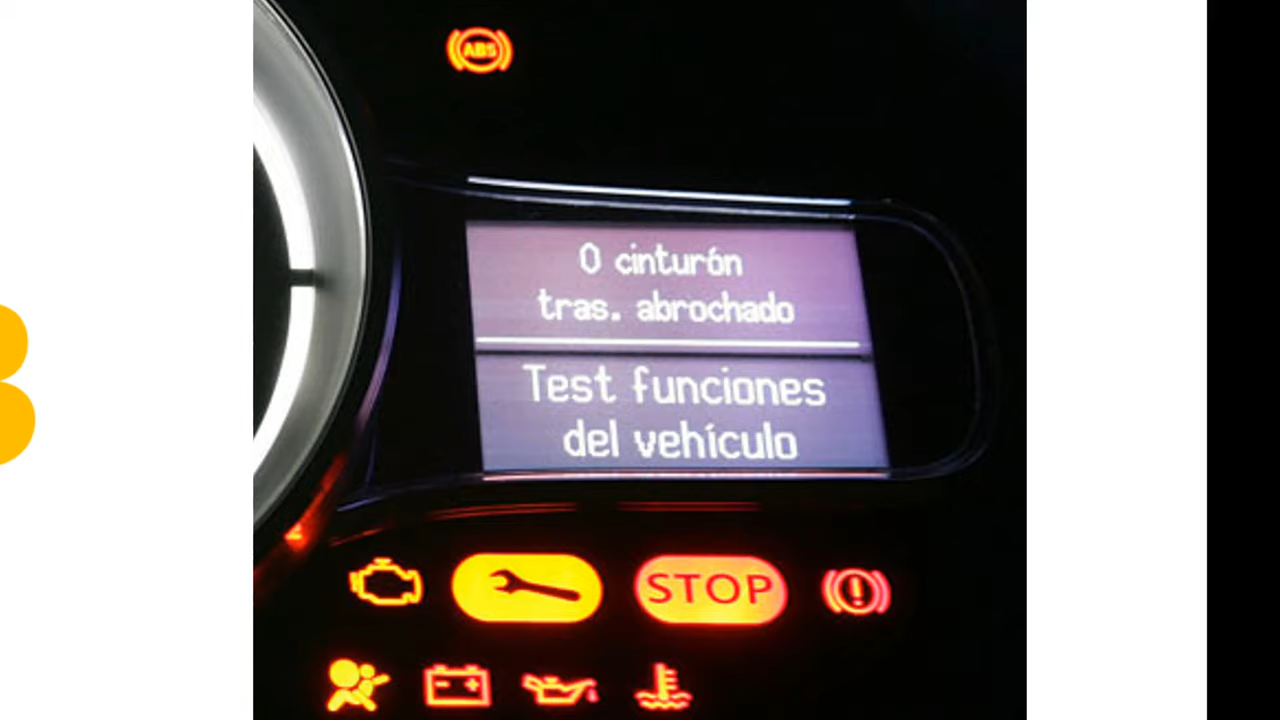 ABS
0 cinturón
tras. abrochado
Test funciones
del vehículo
STOP